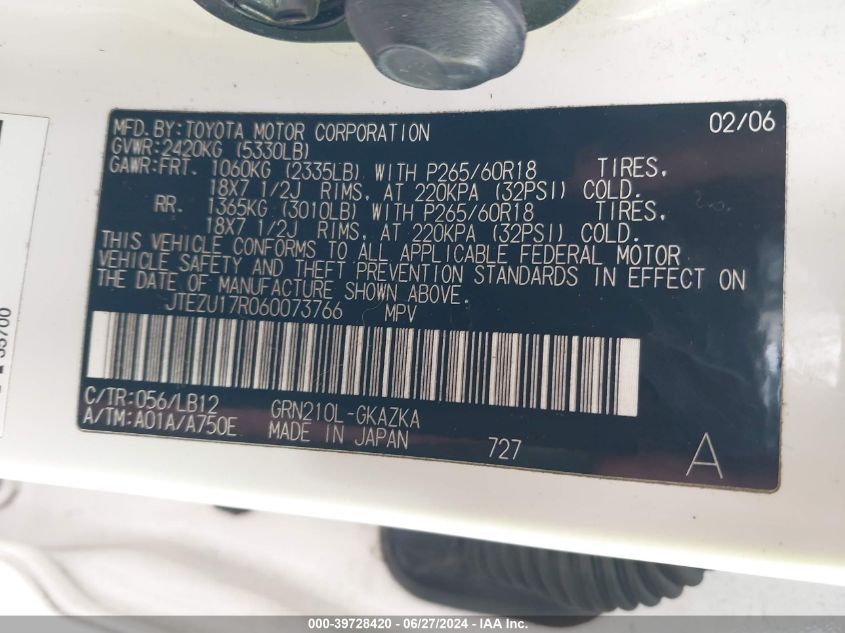 MFD.BY:TOYOTA MOTOR CORPORATION 02/06
GVWR:2420KG (5330LB)
GAWR:FRT. 1060KG (2335LB) WITH P265/60R18 TIRES,
18X7 1/2J RIMS, AT 220KPA (32PSI) COLD.
RR. 1365KG (3010LB) WITH P265/60R18 TIRES,
18X7 1/2J RIMS, AT 220KPA (32PSI) COLD.
THIS VEHICLE CONFORMS TO ALL APPLICABLE FEDERAL MOTOR
VEHICLE SAFETY AND THEFT PREVENTION STANDARDS IN EFFECT ON
THE DATE OF MANUFACTURE SHOWN ABOVE.
JTEZU17R060073766 MPV
C/TR:056/LB12 GRN210L-GKAZKA
A/TM:A01A/A750E MADE IN JAPAN 727 A
000-39728420 - 06/27/2024 - IAA Inc.